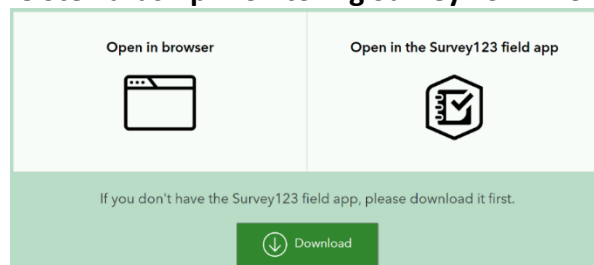 Open in browser
Open in the Survey123 field app
If you don't have the Survey123 field app, please download it first.
Download